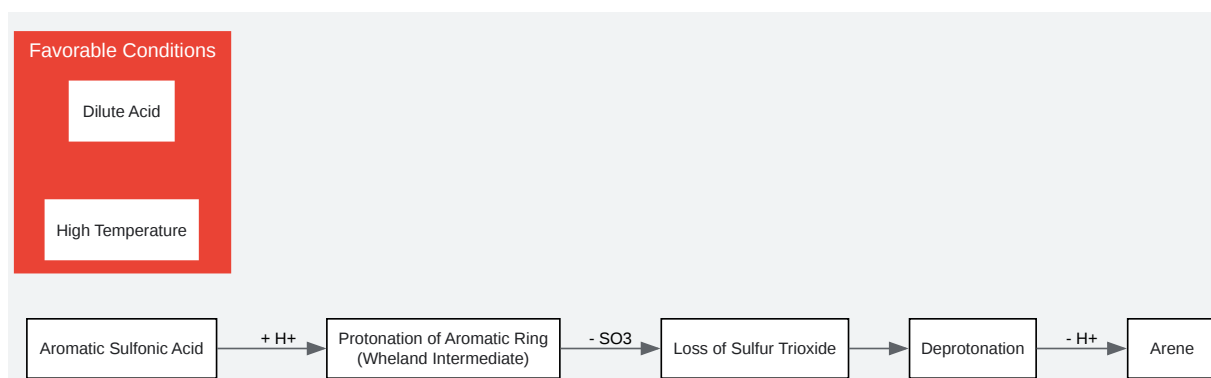 Favorable Conditions
Dilute Acid
High Temperature
Aromatic Sulfonic Acid
+ H+
Protonation of Aromatic Ring
(Wheland Intermediate)
- SO3
Loss of Sulfur Trioxide
Deprotonation
- H+
Arene